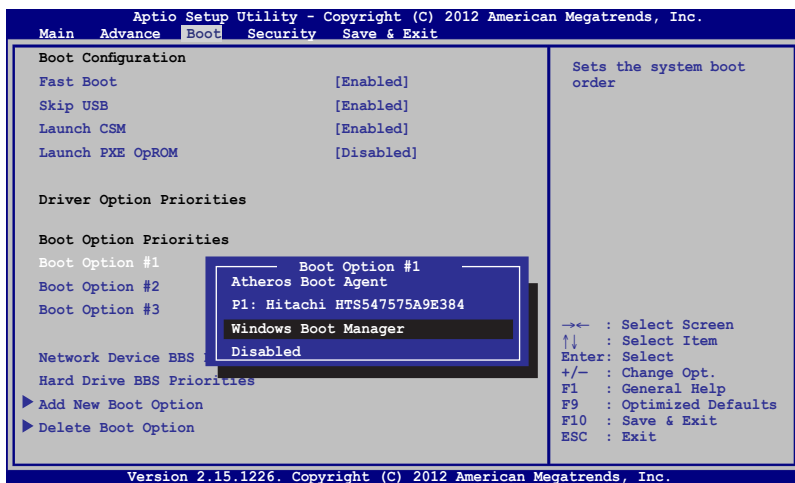 Aptio Setup Utility - Copyright (C) 2012 American Megatrends, Inc.
Main Advance Boot Security Save & Exit
Boot Configuration
Fast Boot [Enabled]
Skip USB [Enabled]
Launch CSM [Enabled]
Launch PXE OpROM [Disabled]
Driver Option Priorities
Boot Option Priorities
Boot Option #1
Boot Option #2
Boot Option #3
Network Device BBS
Hard Drive BBS Priorities
Add New Boot Option
Delete Boot Option
Boot Option #1
Atheros Boot Agent
P1: Hitachi HTS547575A9E384
Windows Boot Manager
Disabled
Sets the system boot
order
→← : Select Screen
↑↓ : Select Item
Enter: Select
+/— : Change Opt.
F1 : General Help
F9 : Optimized Defaults
F10 : Save & Exit
ESC : Exit
Version 2.15.1226. Copyright (C) 2012 American Megatrends, Inc.